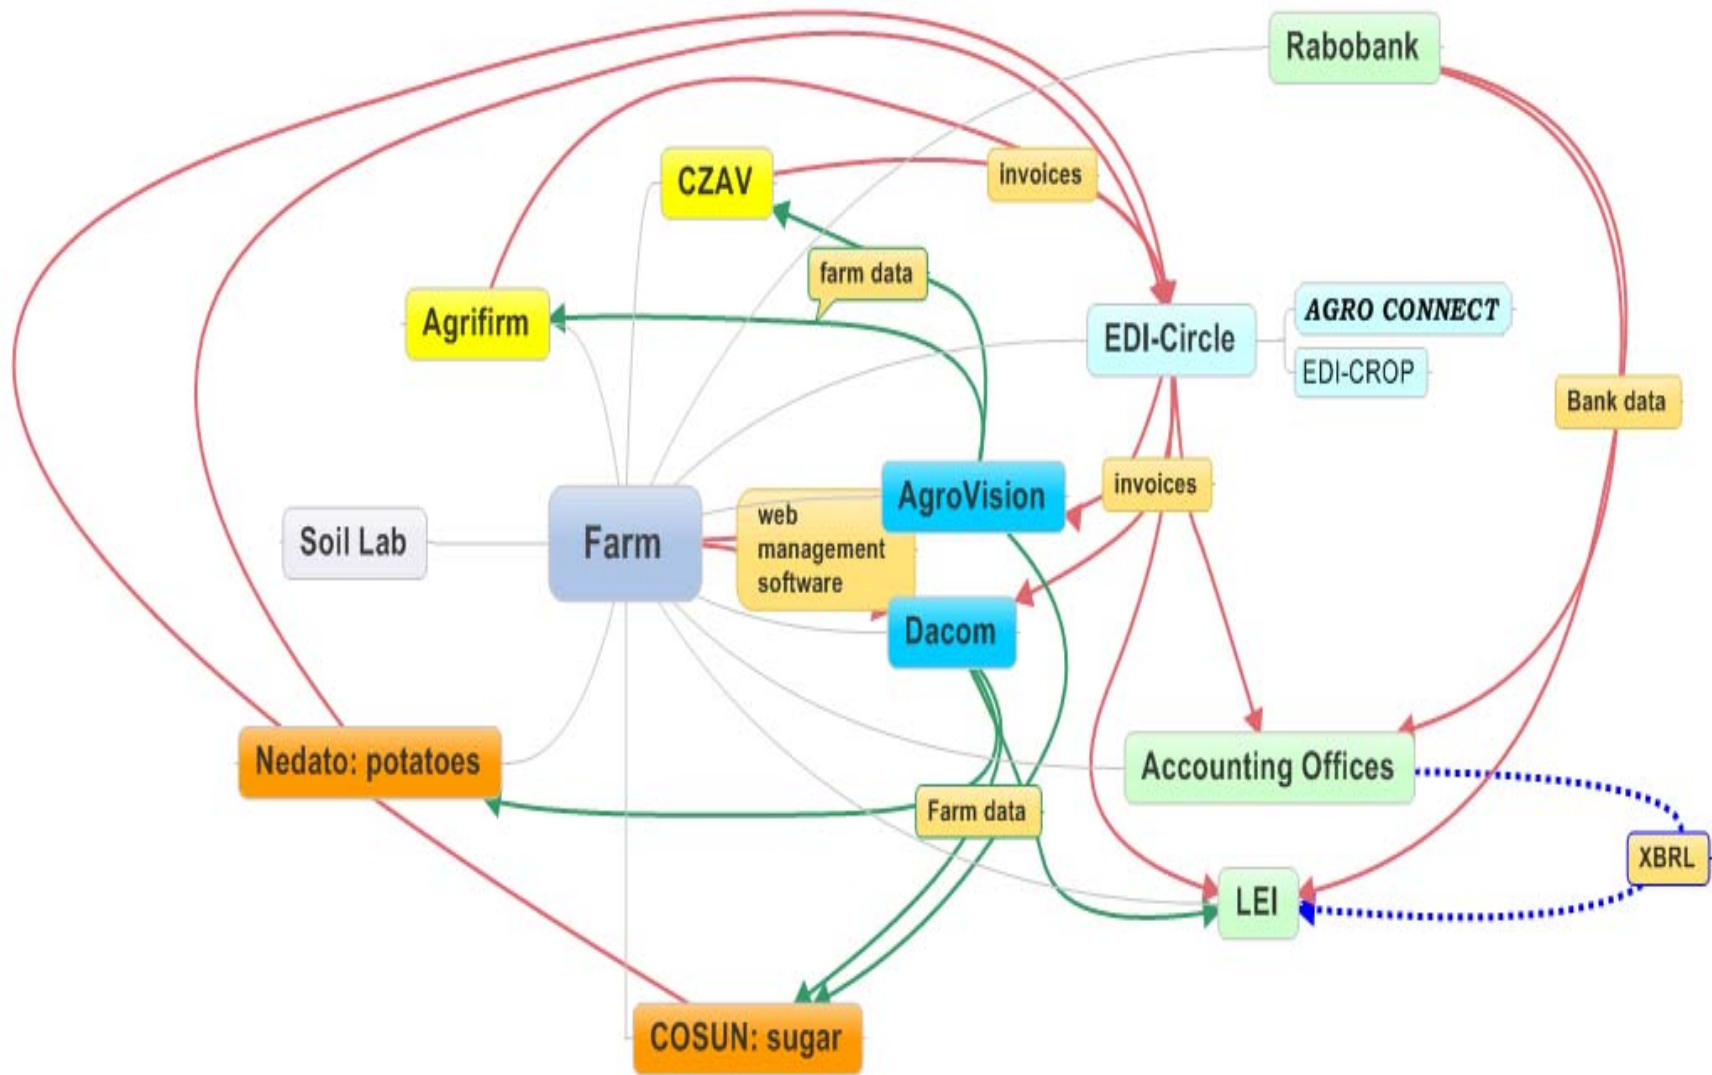 Rabobank
CZAV
invoices
farm data
Agrifirm
AGRO CONNECT
EDI-Circle
EDI-CROP
Bank data
AgroVision
invoices
web
management
software
Soil Lab
Farm
Dacom
Nedato: potatoes
Accounting Offices
Farm data
XBRL
LEI
COSUN: sugar